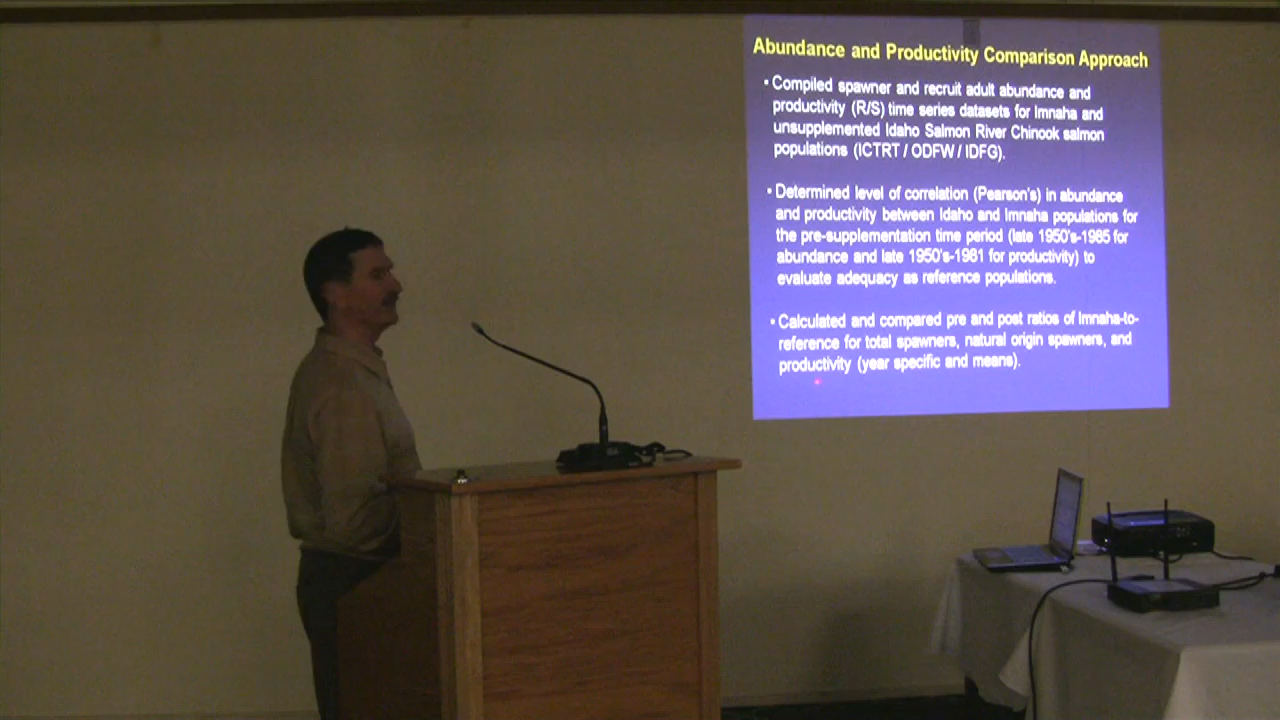 Abundance and Productivity Comparison Approach
• Compiled spawner and recruit adult abundance and
productivity (R/S) time series datasets for Imnaha and
unsupplemented Idaho Salmon River Chinook salmon
populations (ICTRT / ODFW / IDFG).
• Determined level of correlation (Pearson's) in abundance
and productivity between Idaho and Imnaha populations for
the pre-supplementation time period (late 1950's-1985 for
abundance and late 1950's-1981 for productivity) to
evaluate adequacy as reference populations.
• Calculated and compared pre and post ratios of Imnaha-to-
reference for total spawners, natural origin spawners, and
productivity (year specific and means).